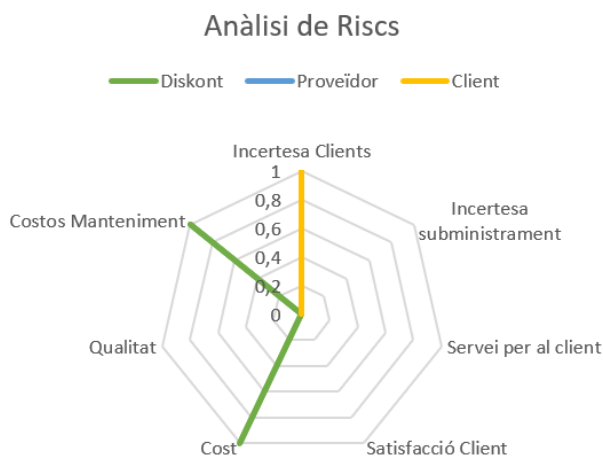 Anàlisi de Riscs
Diskont
Proveïdor
Client
Incertesa Clients
1
0,8
0,6
0,4
0,2
0
Incertesa
subministrament
Servei per al client
Satisfacció Client
Cost
Qualitat
Costos Manteniment